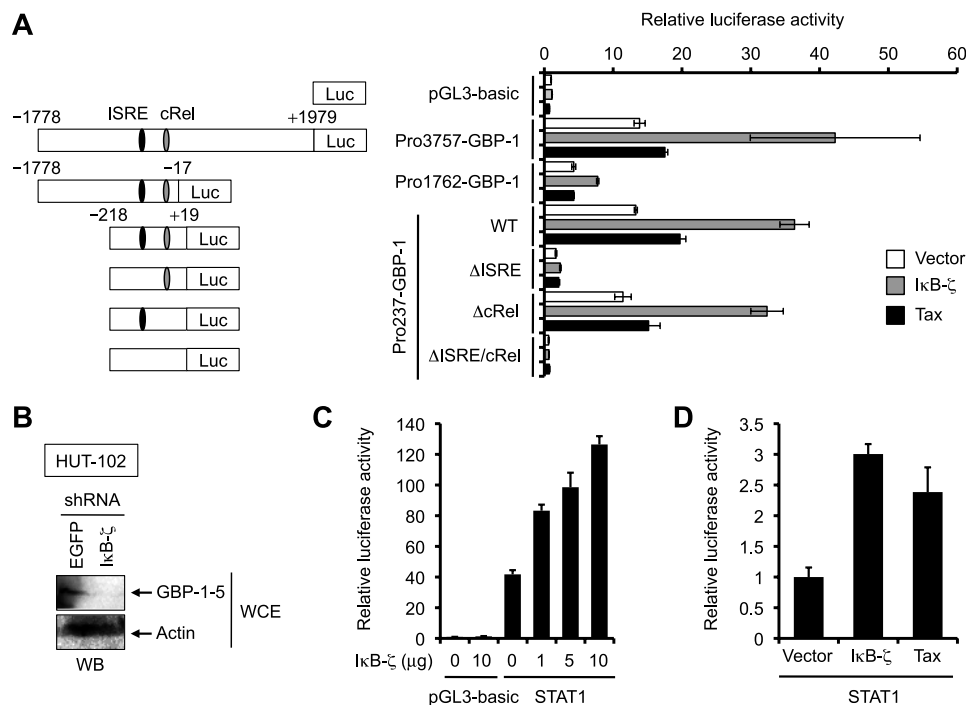 A
Relative luciferase activity
0 10 20 30 40 50 60
Luc
−1778 ISRE cRel +1979
Luc
−1778 −17
Luc
−218 +19
Luc
Luc
Luc
Luc
pGL3-basic
Pro3757-GBP-1
Pro1762-GBP-1
Pro237-GBP-1
WT
ΔISRE
ΔcRel
ΔISRE/cRel
Vector
IκB-ζ
Tax
B
HUT-102
shRNA
EGFP
IκB-ζ
GBP-1-5
Actin
WCE
WB
C
Relative luciferase activity
140
120
100
80
60
40
20
0
IκB-ζ (μg) 0 10 0 1 5 10
pGL3-basic STAT1
D
Relative luciferase activity
3.5
3
2.5
2
1.5
1
0.5
0
Vector IκB-ζ Tax
STAT1